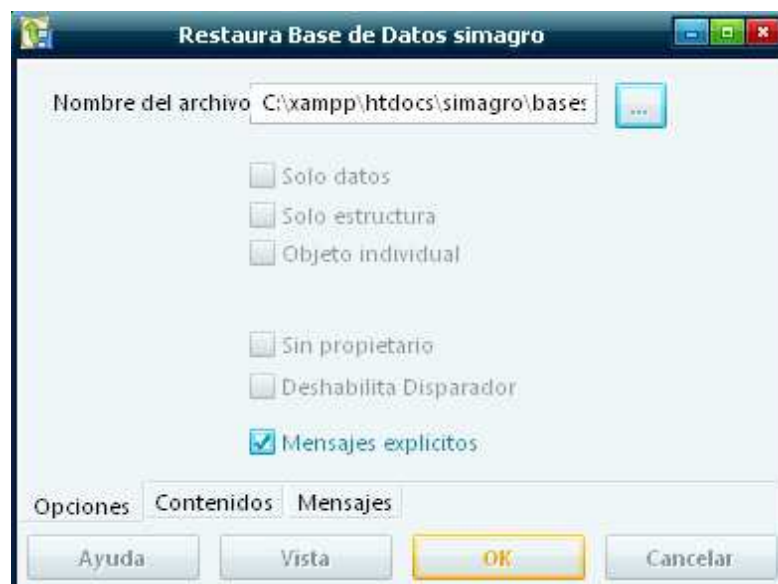 Restaura Base de Datos simagro
Nombre del archivo C:\xampp\htdocs\simagro\bases ...
Solo datos
Solo estructura
Objeto individual
Sin propietario
Deshabilita Disparador
Mensajes explicitos
Opciones Contenidos Mensajes
Ayuda Vista OK Cancelar